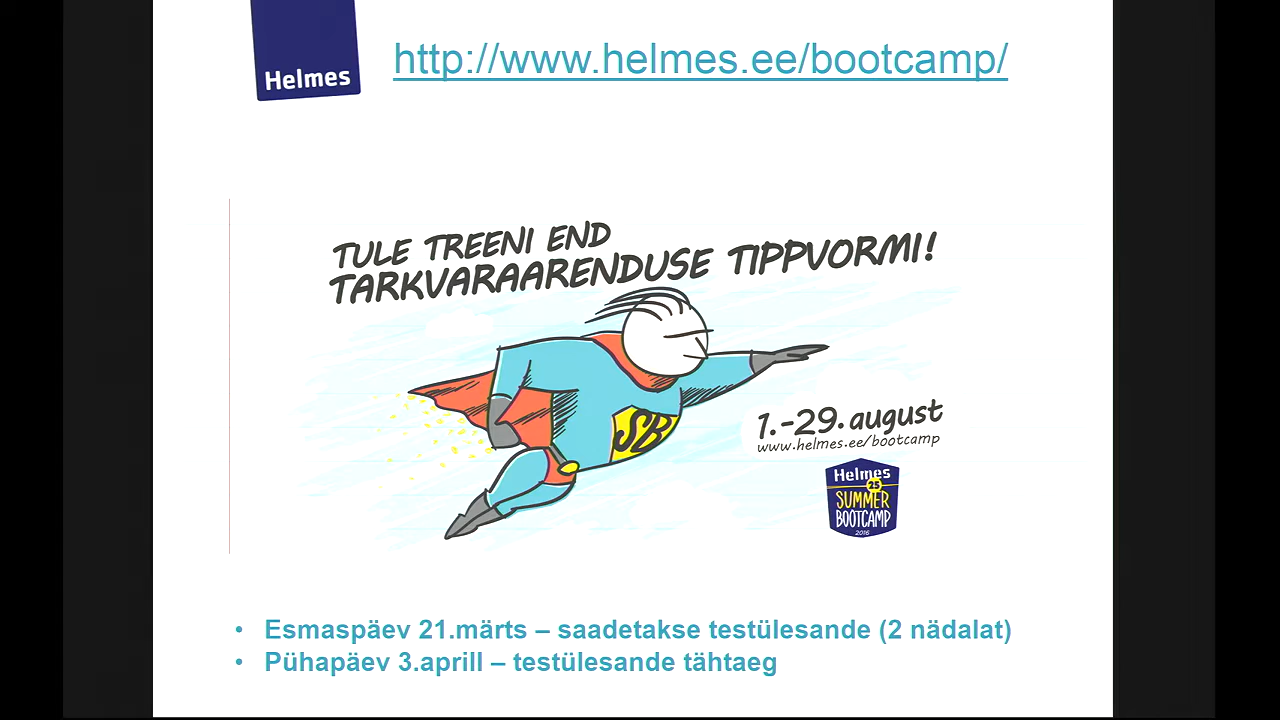 Helmes
http://www.helmes.ee/bootcamp/
TULE TREENI END
TARKVARAARENDUSE TIPPVORMI!
SB
1.-29. august
www.helmes.ee/bootcamp
Helmes
25
SUMMER
BOOTCAMP
2016
• Esmaspäev 21.märts – saadetakse testülesande (2 nädalat)
• Pühapäev 3.aprill – testülesande tähtaeg